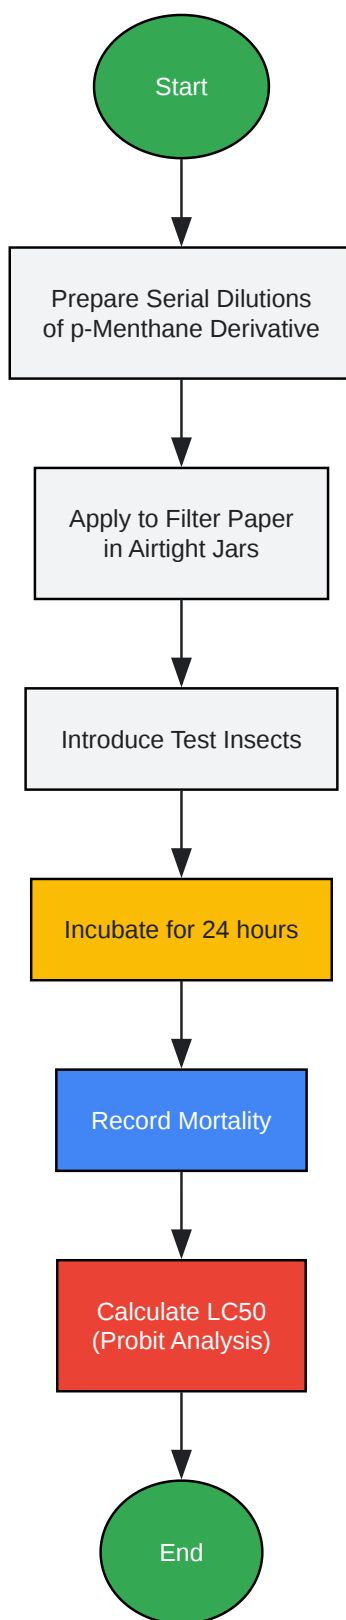 Start
Prepare Serial Dilutions
of p-Menthane Derivative
Apply to Filter Paper
in Airtight Jars
Introduce Test Insects
Incubate for 24 hours
Record Mortality
Calculate LC50
(Probit Analysis)
End